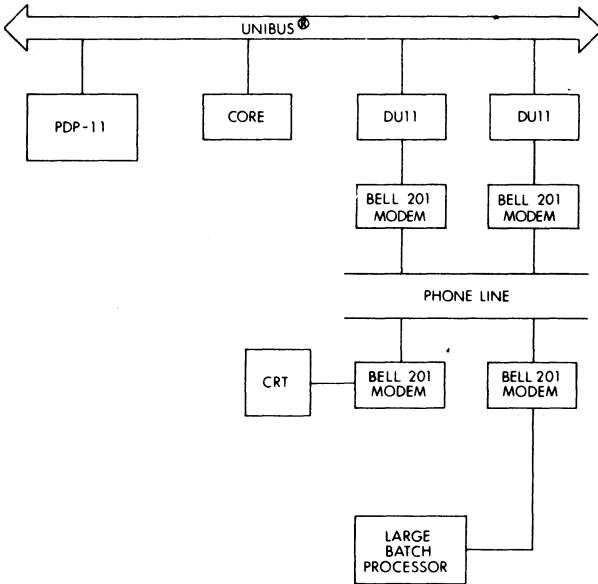 UNIBUS®
PDP-11
CORE
DU11
DU11
BELL 201
MODEM
BELL 201
MODEM
PHONE LINE
CRT
BELL 201
MODEM
BELL 201
MODEM
LARGE
BATCH
PROCESSOR